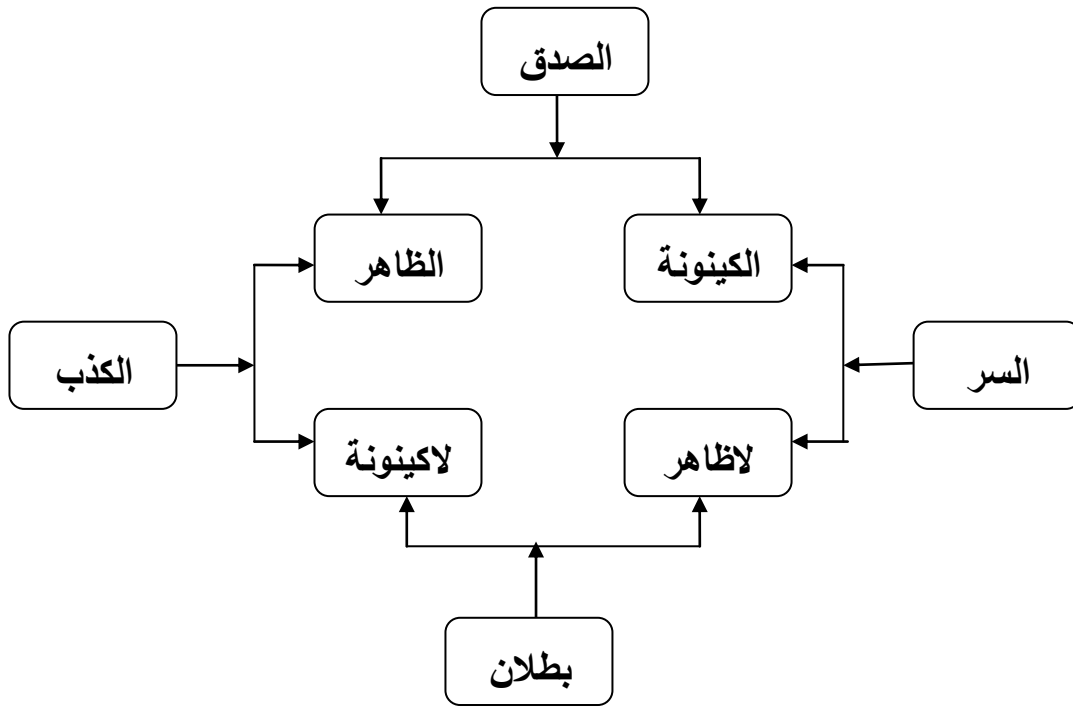 الصدق
الكينونة
الظاهر
السر
الكذب
لاظاهر
لاكينونة
بطلان